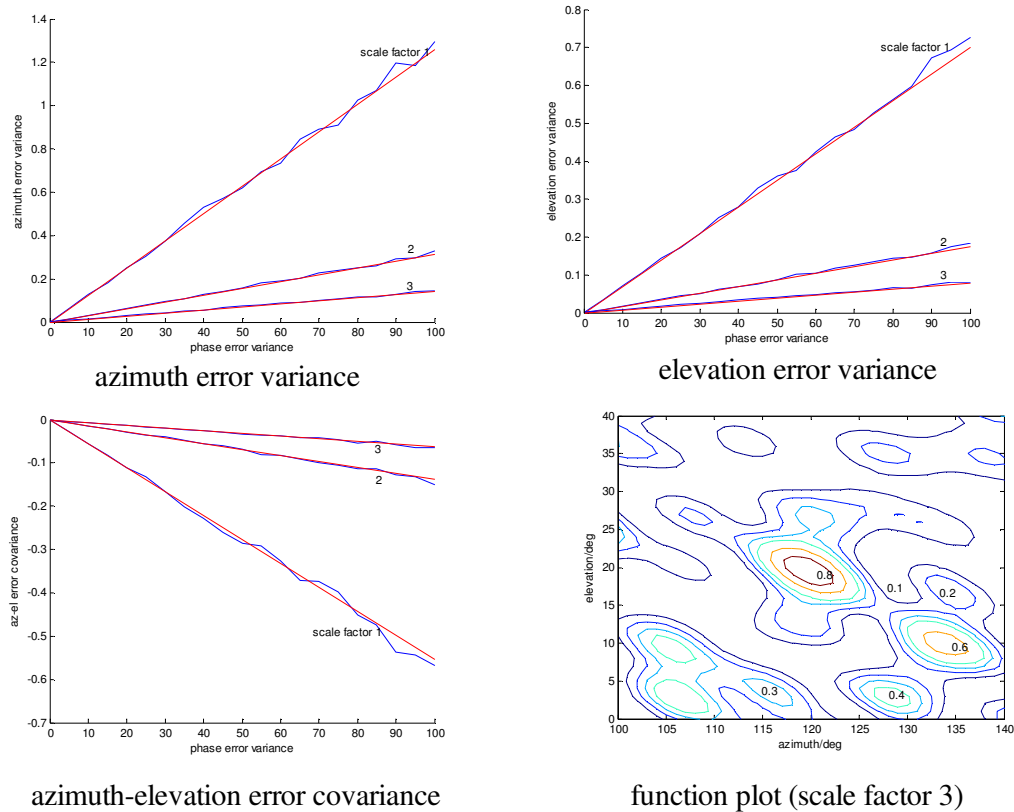 1.4
1.2
1
0.8
0.6
0.4
0.2
0
azimuth error variance
scale factor 1
2
3
0 10 20 30 40 50 60 70 80 90 100
phase error variance
azimuth error variance
0.8
0.7
0.6
0.5
0.4
0.3
0.2
0.1
0
elevation error variance
scale factor 1
2
3
0 10 20 30 40 50 60 70 80 90 100
phase error variance
elevation error variance
0
-0.1
-0.2
-0.3
-0.4
-0.5
-0.6
-0.7
az-el error covariance
3
2
scale factor 1
0 10 20 30 40 50 60 70 80 90 100
phase error variance
azimuth-elevation error covariance
40
35
30
25
20
15
10
5
0
elevation/deg
0.8
0.1
0.2
0.6
0.3
0.4
100 105 110 115 120 125 130 135 140
azimuth/deg
function plot (scale factor 3)